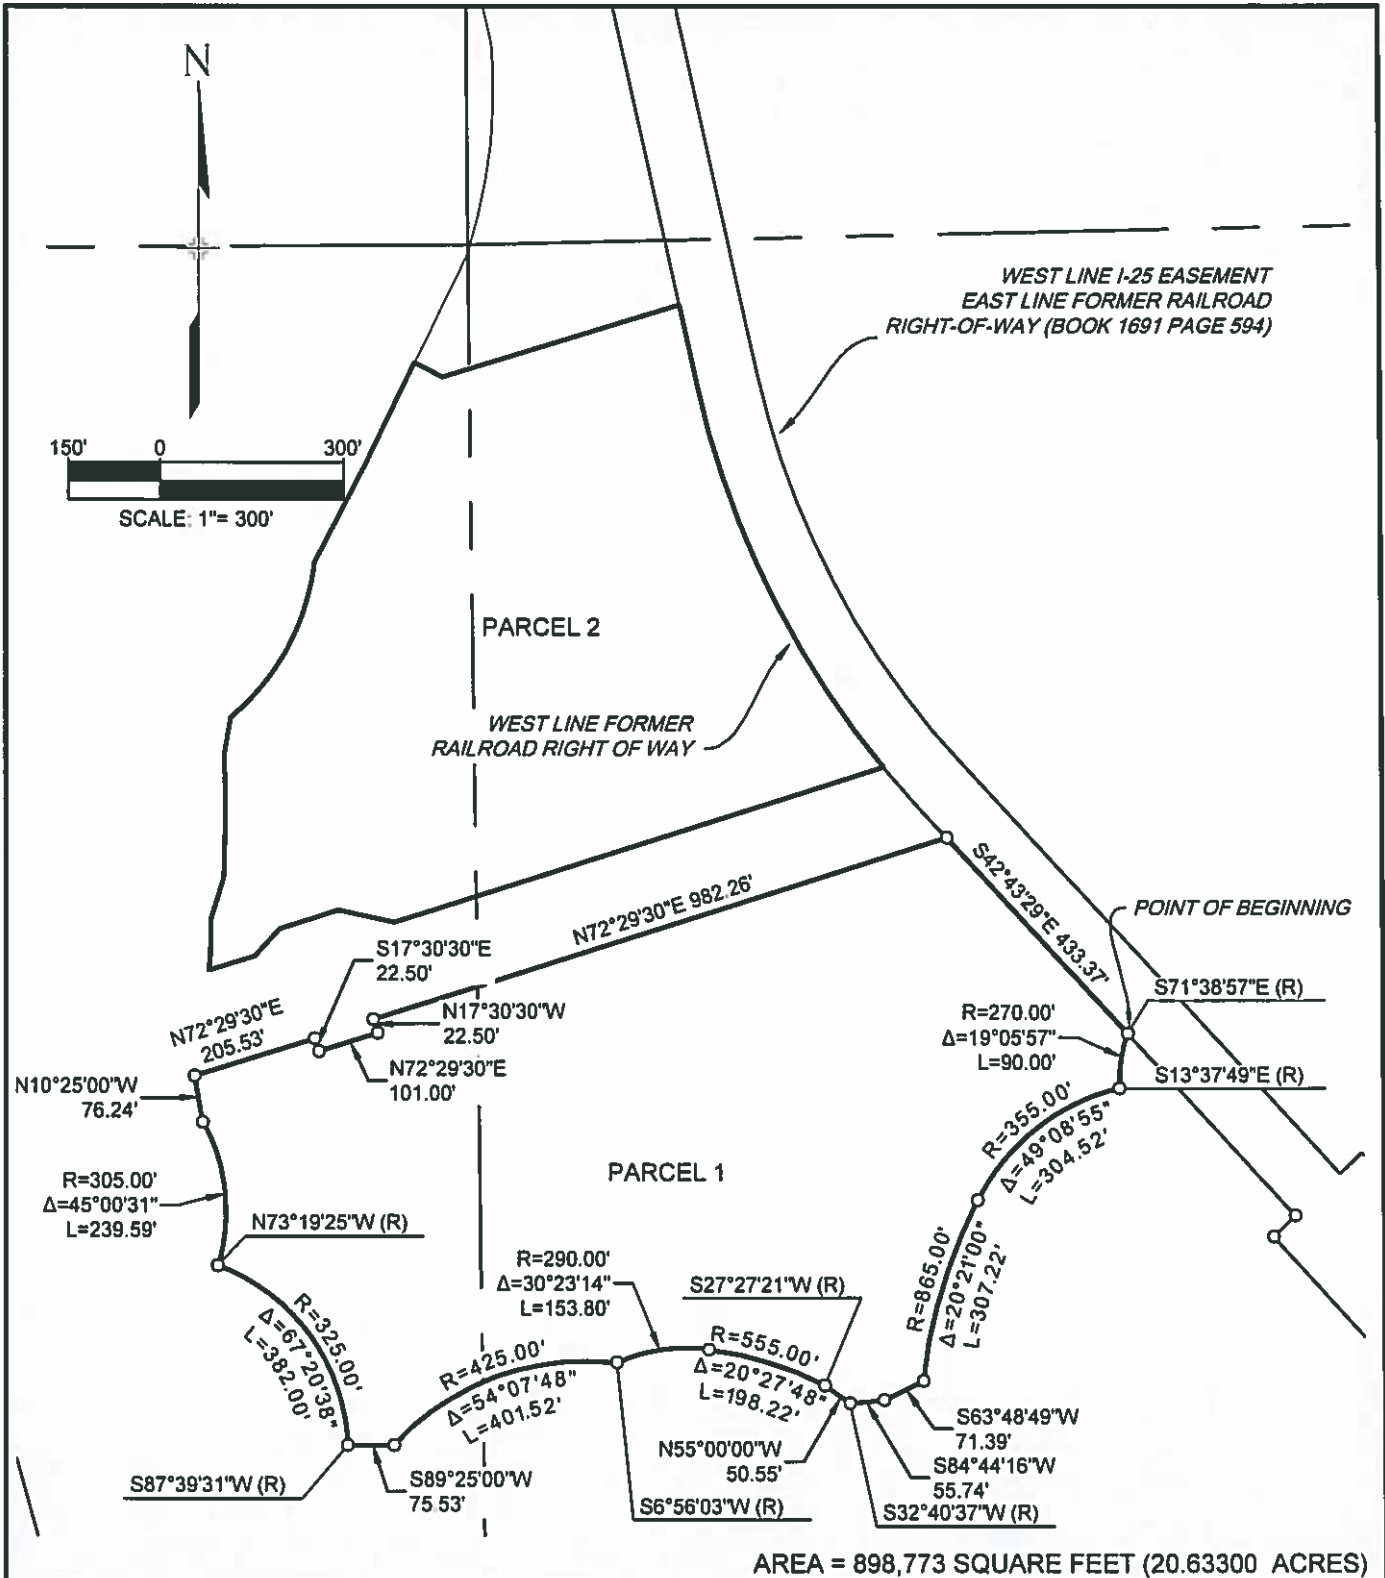 N
WEST LINE I-25 EASEMENT
EAST LINE FORMER RAILROAD
RIGHT-OF-WAY (BOOK 1691 PAGE 594)
150' 0 300'
SCALE: 1"= 300'
PARCEL 2
WEST LINE FORMER
RAILROAD RIGHT OF WAY
S42°43'29"E 433.37'
N72°29'30"E 982.26'
POINT OF BEGINNING
S17°30'30"E
22.50'
S71°38'57"E (R)
N72°29'30"E
205.53'
N17°30'30"W
22.50'
R=270.00'
Δ=19°05'57"
L=90.00'
N72°29'30"E
101.00'
S13°37'49"E (R)
N10°25'00"W
76.24'
R=355.00'
Δ=49°08'55"
L=304.52'
PARCEL 1
R=305.00'
Δ=45°00'31"
L=239.59'
N73°19'25"W (R)
R=865.00'
Δ=20°21'00"
L=307.22'
R=290.00'
Δ=30°23'14"
L=153.80'
S27°27'21"W (R)
R=325.00'
Δ=67°20'38"
L=382.00'
R=425.00'
Δ=54°07'48"
L=401.52'
R=555.00'
Δ=20°27'48"
L=198.22'
S63°48'49"W
71.39'
N55°00'00"W
50.55'
S84°44'16"W
55.74'
S87°39'31"W (R)
S89°25'00"W
75.53'
S6°56'03"W (R)
S32°40'37"W (R)
AREA = 898,773 SQUARE FEET (20.63300 ACRES)